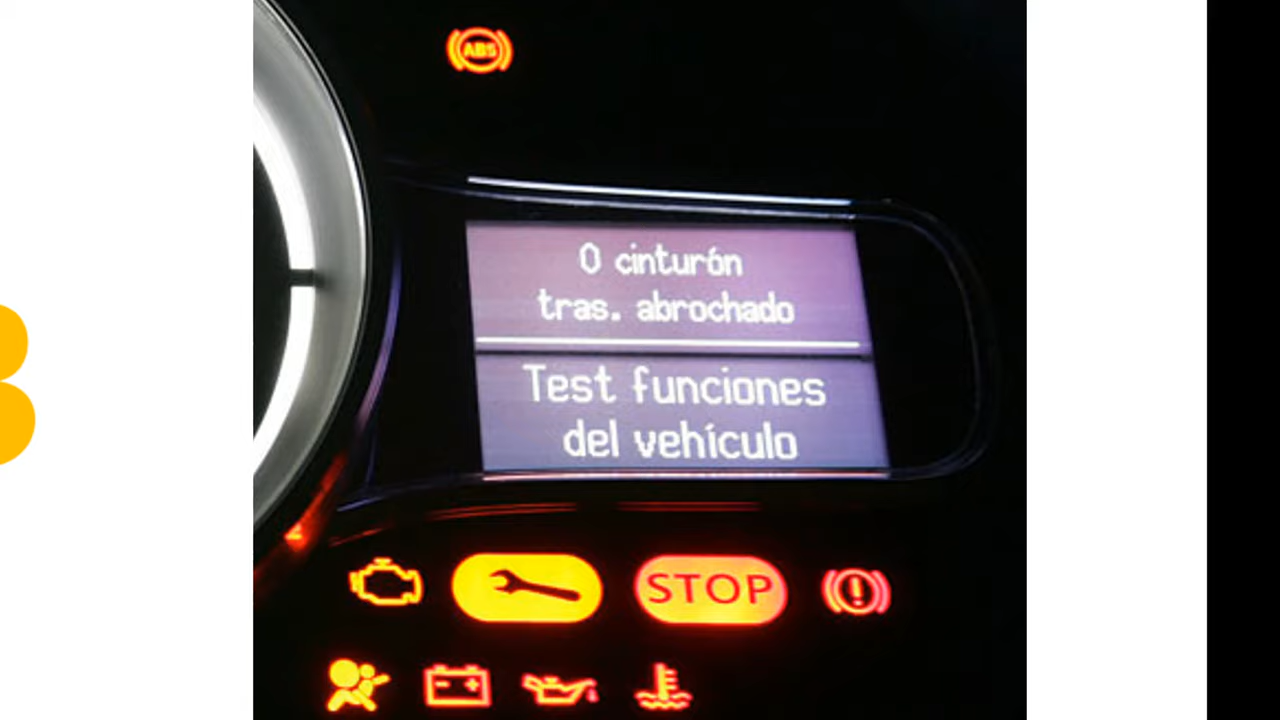 ABS
0 cinturón
tras. abrochado
Test funciones
del vehículo
STOP